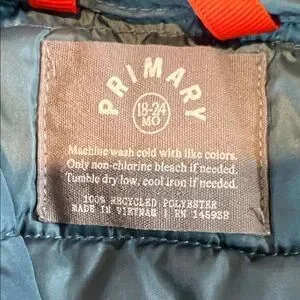 PRIMARY
18-24
MO
Machine wash cold with like colors.
Only non-chlorine bleach if needed.
Tumble dry low, cool iron if needed.
100% RECYCLED POLYESTER
MADE IN VIETNAM | RN 145938